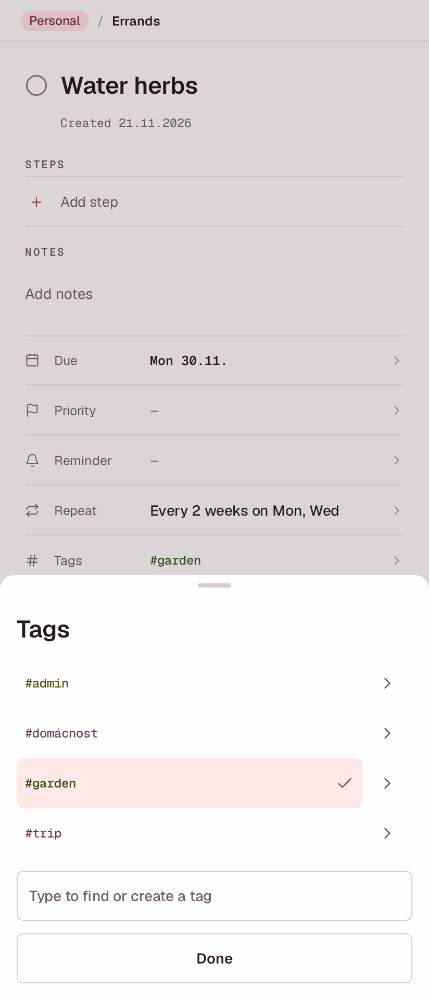 Personal / Errands
Water herbs
Created 21.11.2026
STEPS
+ Add step
NOTES
Add notes
Due Mon 30.11.
Priority –
Reminder –
Repeat Every 2 weeks on Mon, Wed
Tags #garden
Tags
#admin
#domácnost
#garden
#trip
Type to find or create a tag
Done